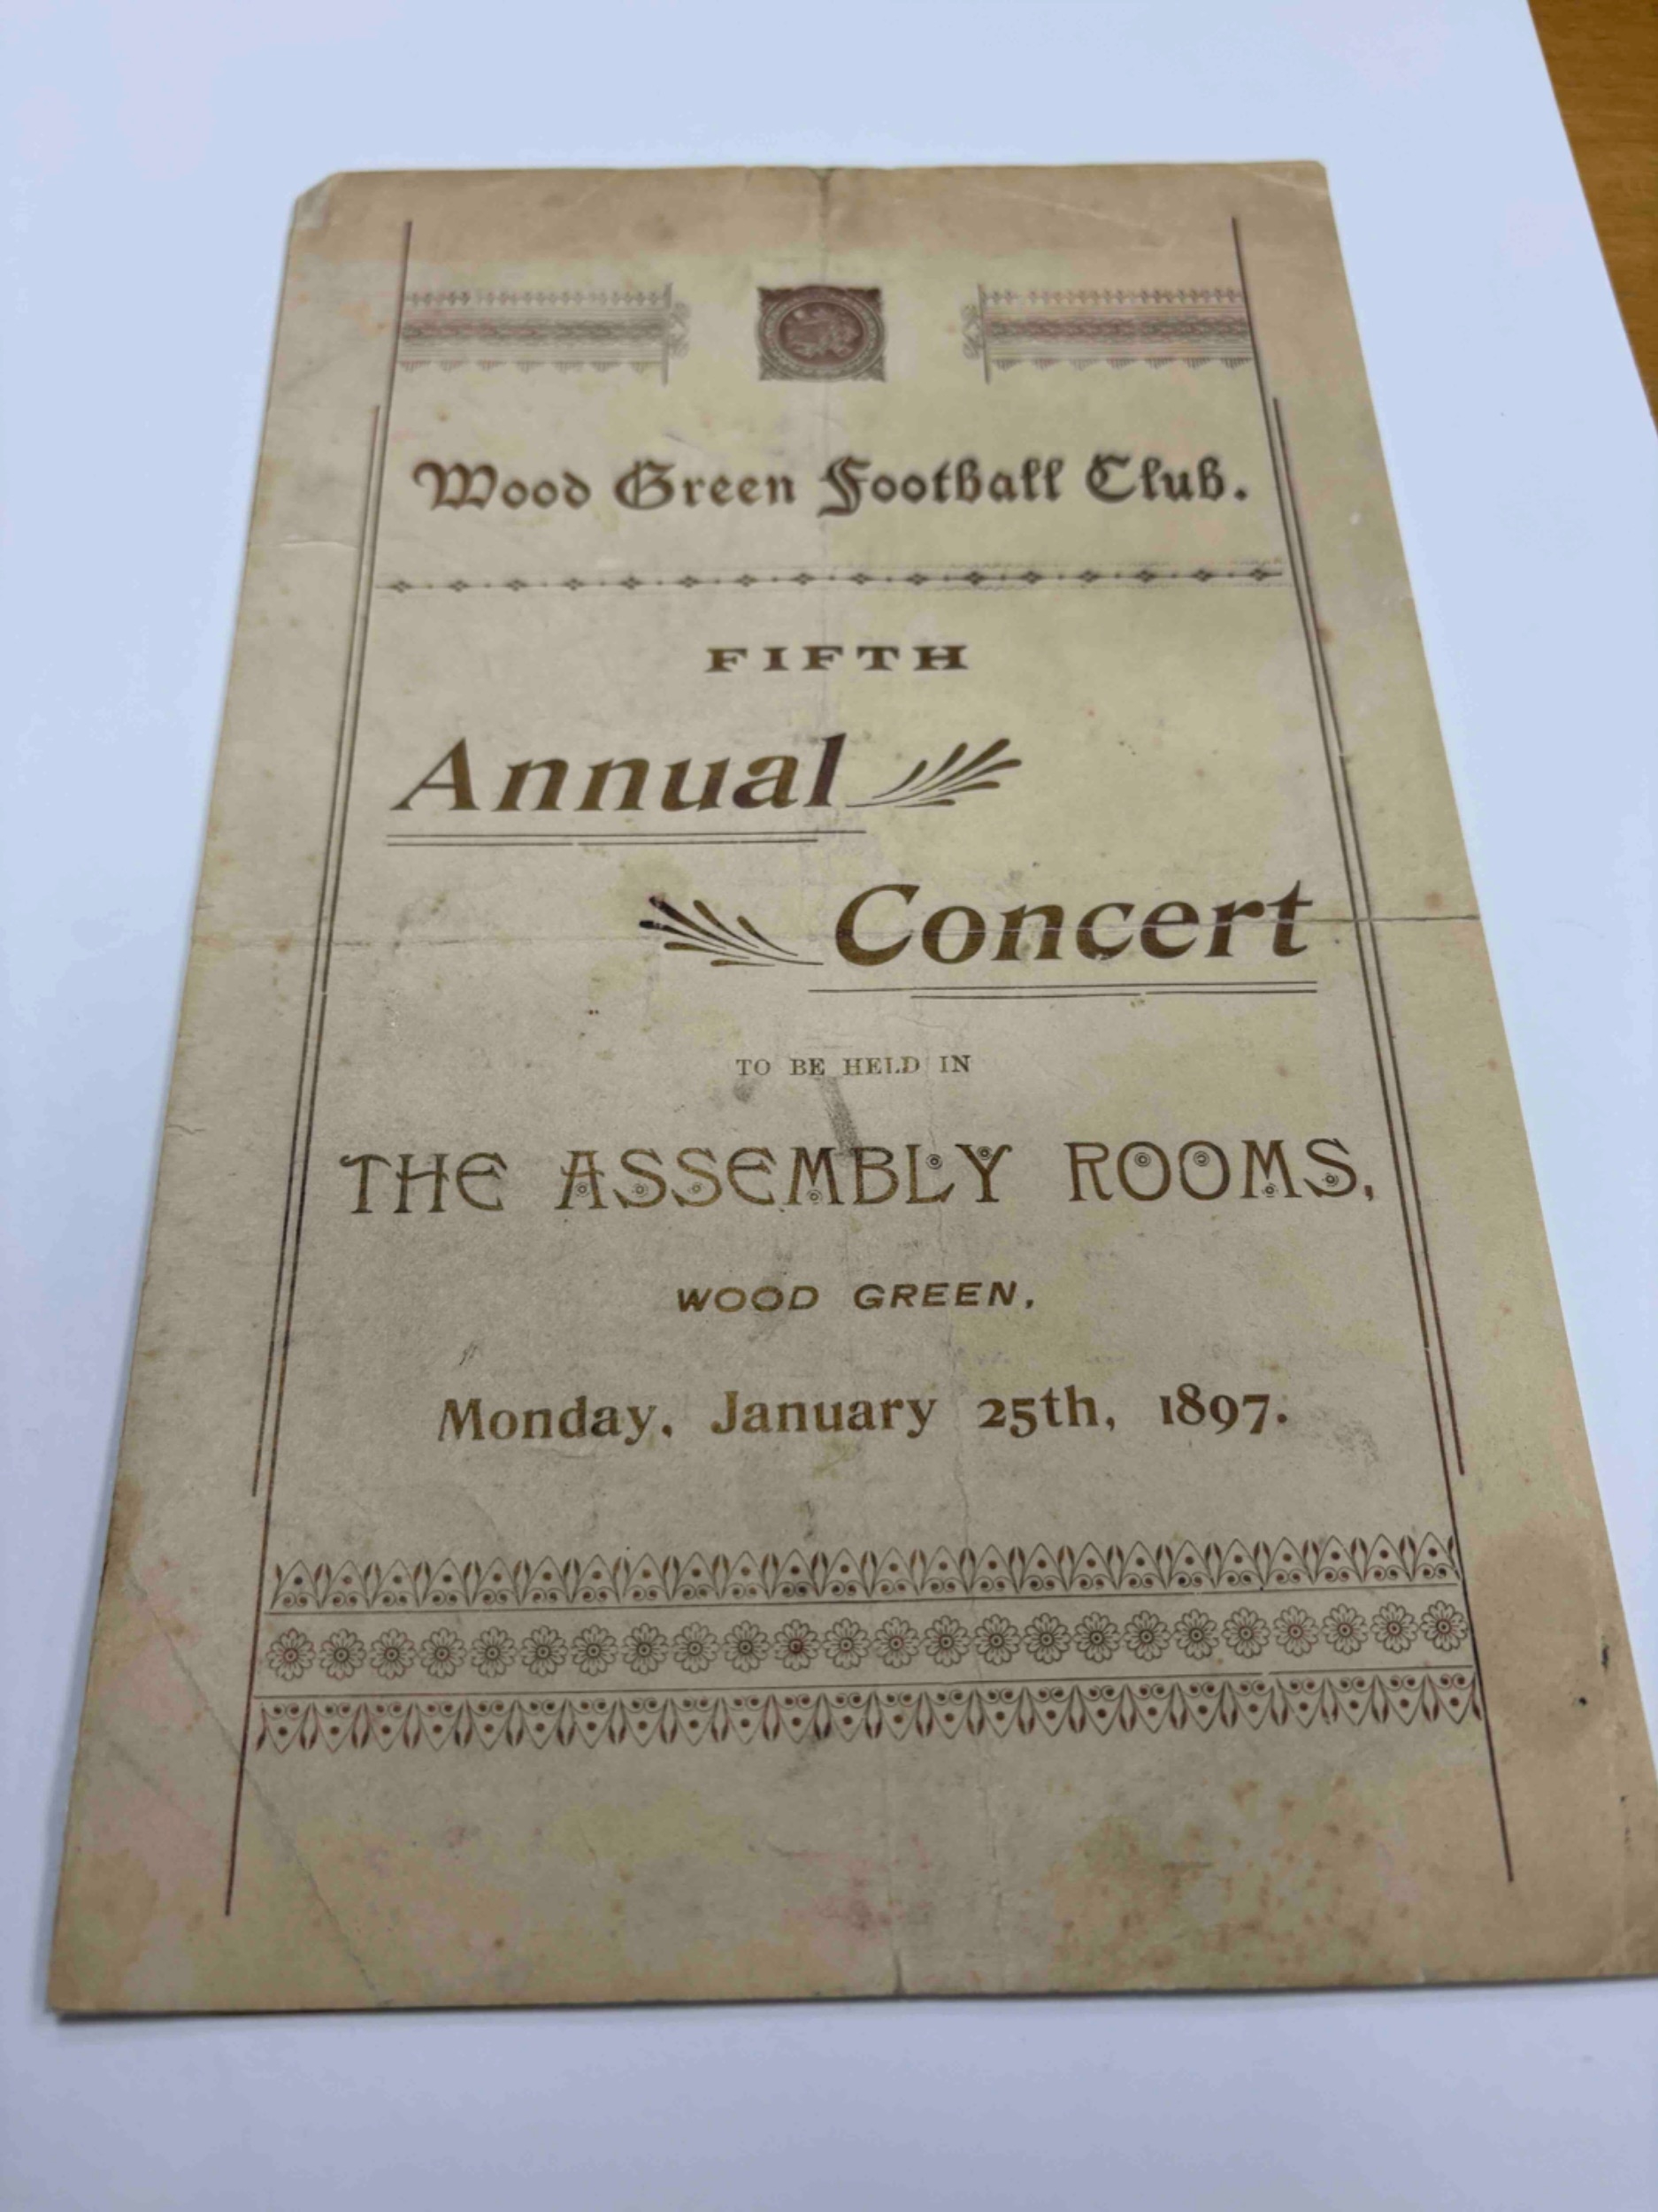 Wood Green Football Club.
FIFTH
Annual
Concert
TO BE HELD IN
THE ASSEMBLY ROOMS,
WOOD GREEN,
Monday, January 25th, 1897.